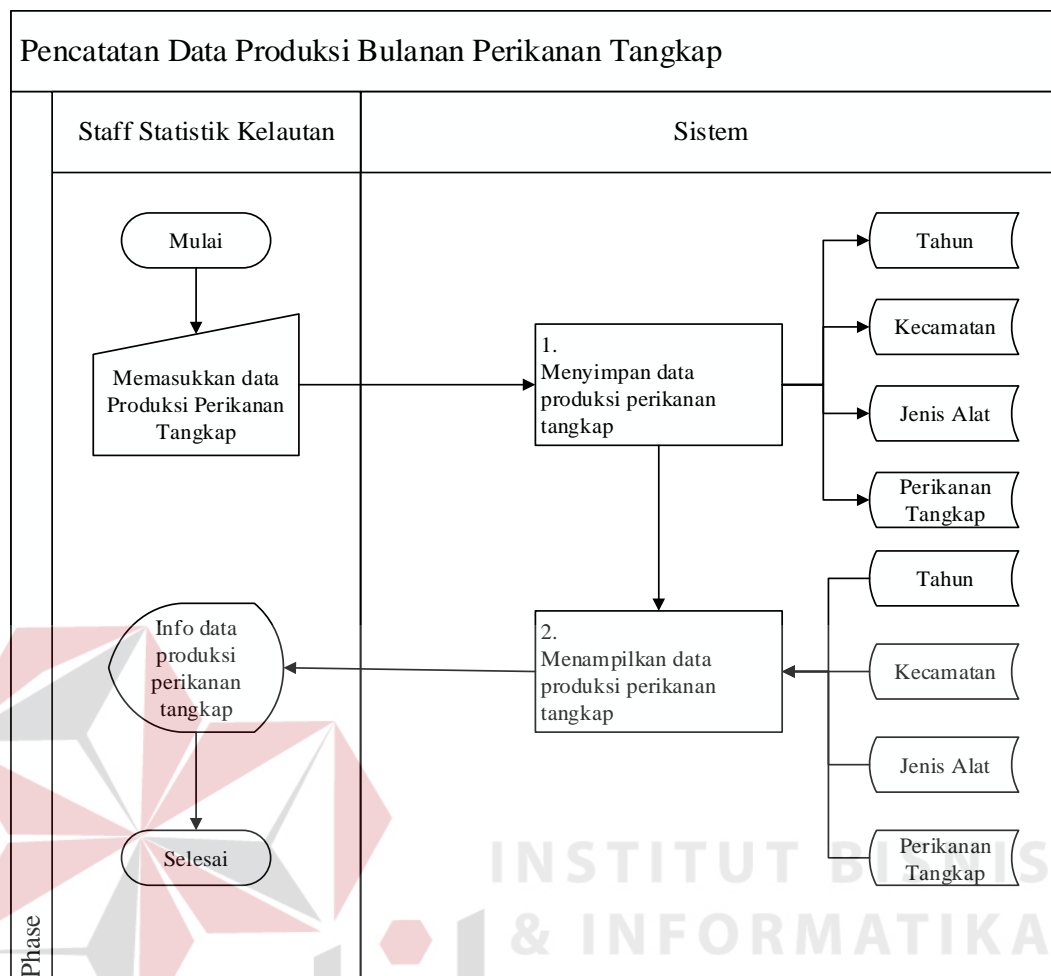 Pencatatan Data Produksi Bulanan Perikanan Tangkap
Staff Statistik Kelautan
Sistem
Mulai
Memasukkan data
Produksi Perikanan
Tangkap
1.
Menyimpan data
produksi perikanan
tangkap
Tahun
Kecamatan
Jenis Alat
Perikanan
Tangkap
Info data
produksi
perikanan
tangkap
2.
Menampilkan data
produksi perikanan
tangkap
Tahun
Kecamatan
Jenis Alat
Perikanan
Tangkap
Selesai
Phase
INSTITUT BISNIS
& INFORMATIKA